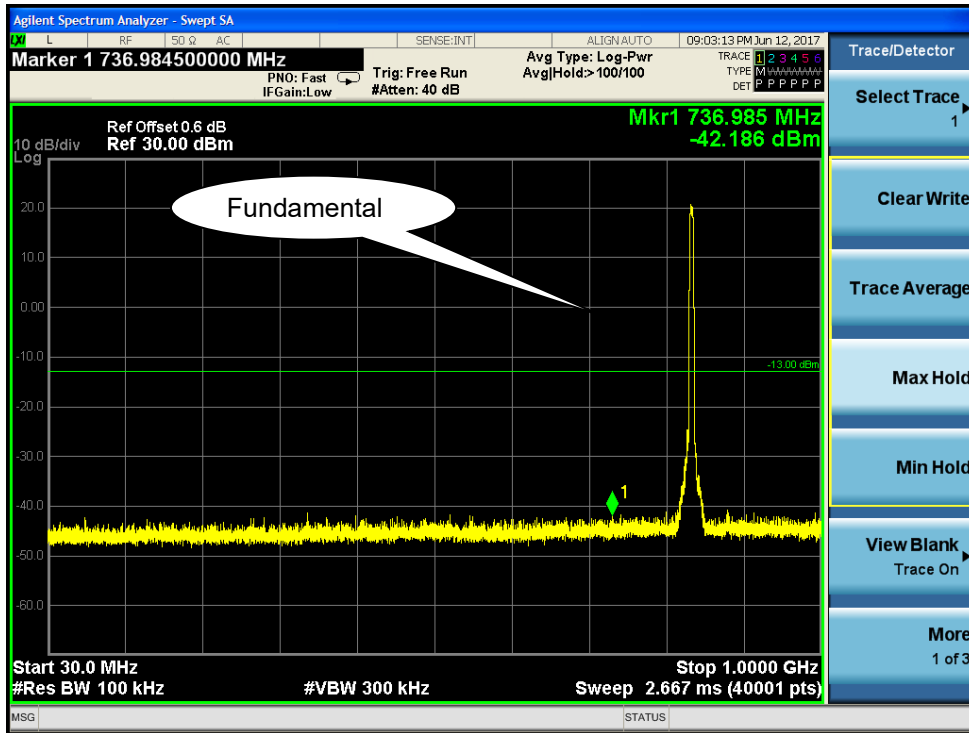 Agilent Spectrum Analyzer - Swept SA
LXI L RF 50 Ω AC SENSE:INT ALIGN AUTO 09:03:13 PM Jun 12, 2017
Marker 1 736.984500000 MHz
PNO: Fast
IFGain:Low
Trig: Free Run
#Atten: 40 dB
Avg Type: Log-Pwr
Avg|Hold:>100/100
TRACE 1 2 3 4 5 6
TYPE M
DET P P P P P P
Trace/Detector
Select Trace
1
Clear Write
Trace Average
Max Hold
Min Hold
View Blank
Trace On
More
1 of 3
Mkr1 736.985 MHz
-42.186 dBm
Ref Offset 0.6 dB
10 dB/div Ref 30.00 dBm
Log
20.0
Fundamental
10.0
0.00
-10.0
-13.00 dBm
-20.0
-30.0
-40.0
1
-50.0
-60.0
Start 30.0 MHz Stop 1.0000 GHz
#Res BW 100 kHz #VBW 300 kHz Sweep 2.667 ms (40001 pts)
MSG STATUS